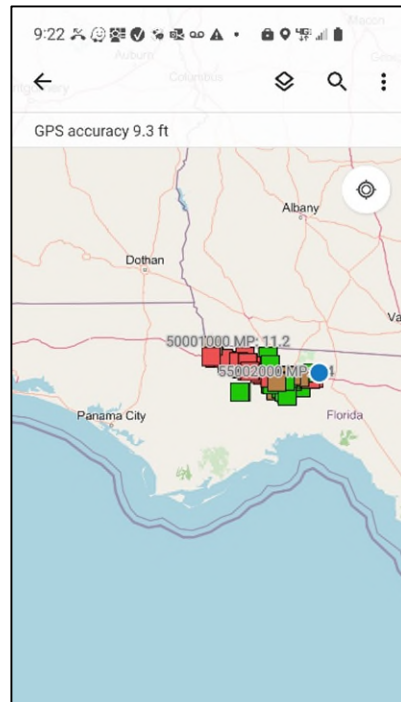 9:22
Auburn
Columbus
GPS accuracy 9.3 ft
Albany
Dothan
Va
50001000 MP: 11.2
55002000 MP
Panama City
Florida